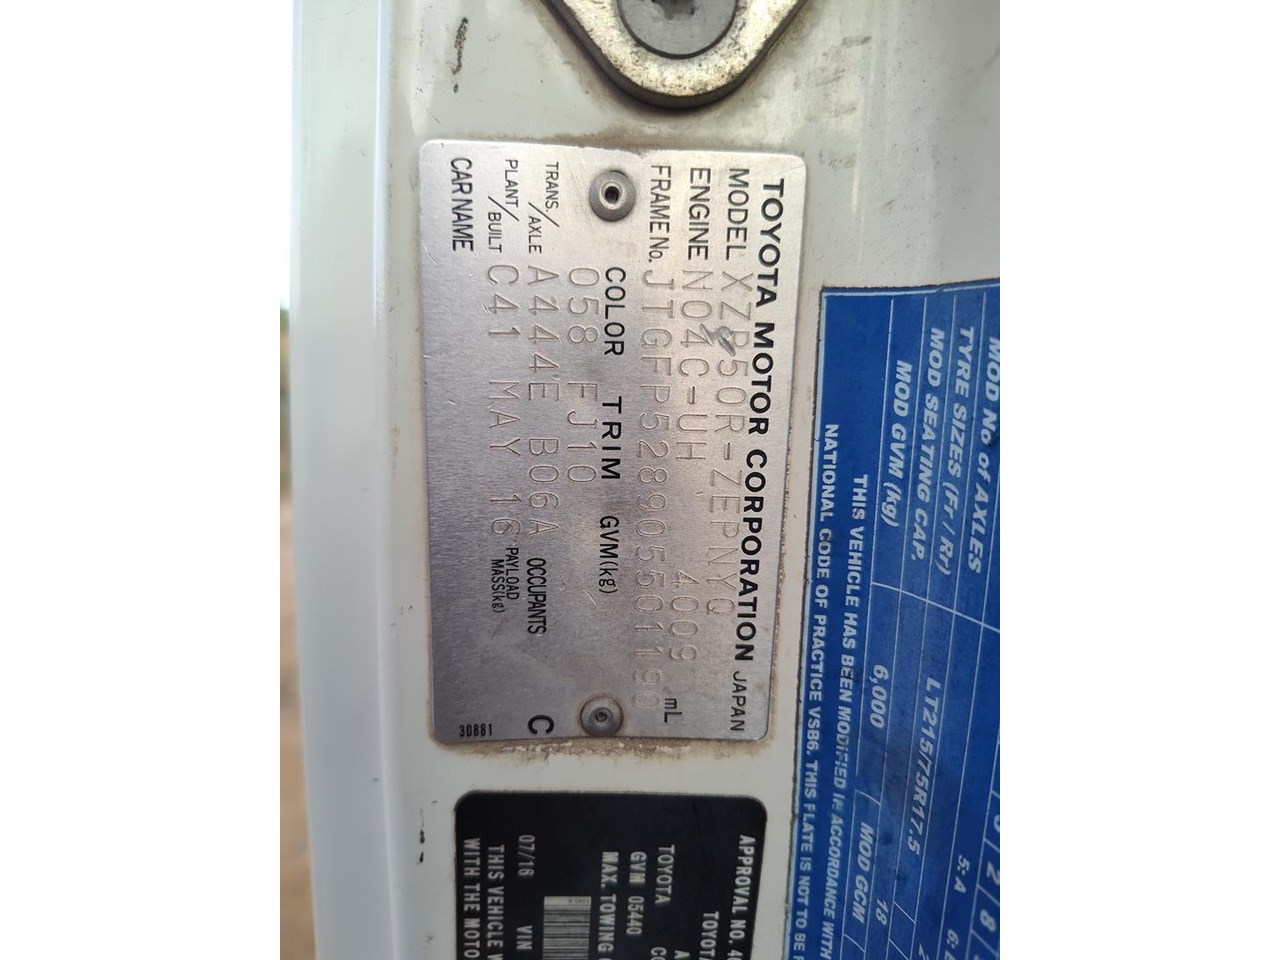 TOYOTA MOTOR CORPORATION JAPAN
MODEL XZB50R-ZEPNYQ
ENGINE N04C-UH 4009 mL
FRAME No. JTGFP528905501190
COLOR TRIM GVM(kg)
058 FJ10
TRANS./AXLE A444E B06A OCCUPANTS
PLANT/BUILT C41 MAY 16 PAYLOAD MASS(kg)
CAR NAME
C
30881
MOD No of AXLES
TYRE SIZES (Fr / Rr) LT215/75R17.5
MOD SEATING CAP.
MOD GVM (kg) 6,000 MOD GCM
THIS VEHICLE HAS BEEN MODIFIED IN ACCORDANCE WITH
NATIONAL CODE OF PRACTICE VSB6. THIS PLATE IS NOT TO BE
APPROVAL NO.
TOYOTA
TOYOTA
GVM 05440
MAX. TOWING
07/16 VIN
THIS VEHICLE
WITH THE